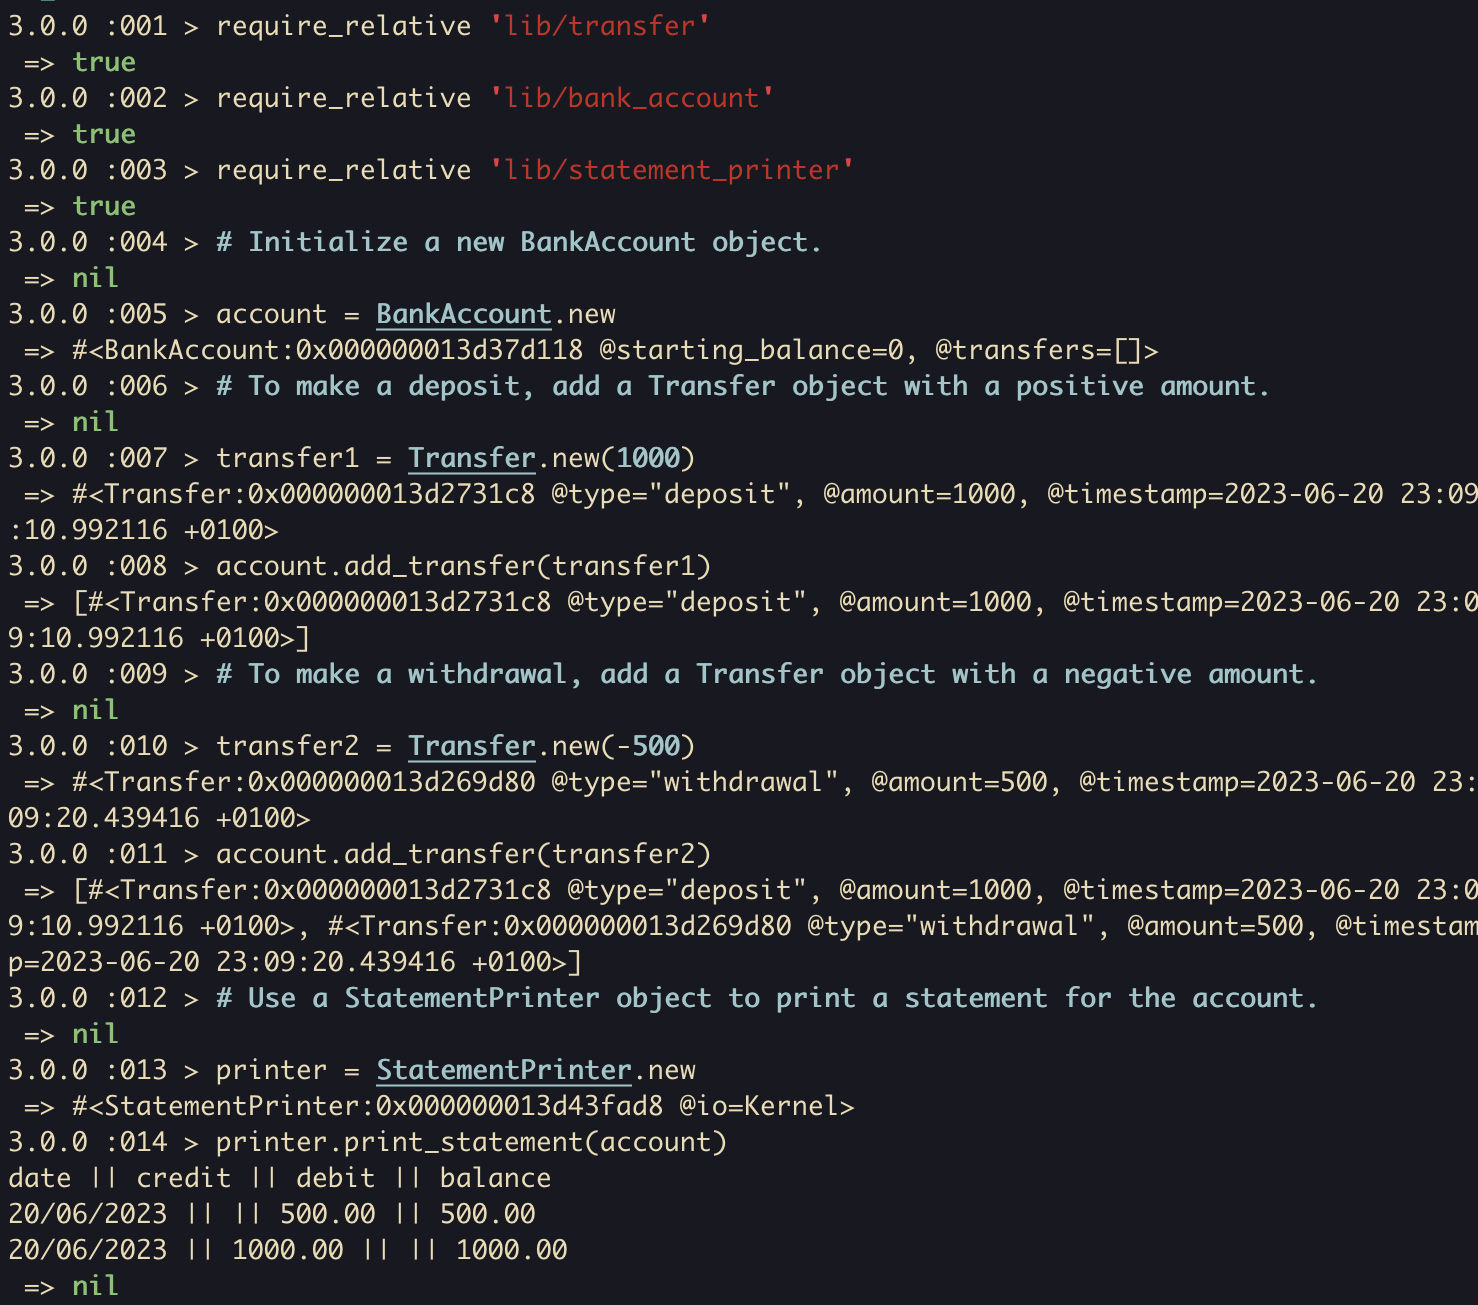 3.0.0 :001 > require_relative 'lib/transfer'
 => true
3.0.0 :002 > require_relative 'lib/bank_account'
 => true
3.0.0 :003 > require_relative 'lib/statement_printer'
 => true
3.0.0 :004 > # Initialize a new BankAccount object.
 => nil
3.0.0 :005 > account = BankAccount.new
 => #<BankAccount:0x000000013d37d118 @starting_balance=0, @transfers=[]>
3.0.0 :006 > # To make a deposit, add a Transfer object with a positive amount.
 => nil
3.0.0 :007 > transfer1 = Transfer.new(1000)
 => #<Transfer:0x000000013d2731c8 @type="deposit", @amount=1000, @timestamp=2023-06-20 23:09
:10.992116 +0100>
3.0.0 :008 > account.add_transfer(transfer1)
 => [#<Transfer:0x000000013d2731c8 @type="deposit", @amount=1000, @timestamp=2023-06-20 23:0
9:10.992116 +0100>]
3.0.0 :009 > # To make a withdrawal, add a Transfer object with a negative amount.
 => nil
3.0.0 :010 > transfer2 = Transfer.new(-500)
 => #<Transfer:0x000000013d269d80 @type="withdrawal", @amount=500, @timestamp=2023-06-20 23:
09:20.439416 +0100>
3.0.0 :011 > account.add_transfer(transfer2)
 => [#<Transfer:0x000000013d2731c8 @type="deposit", @amount=1000, @timestamp=2023-06-20 23:0
9:10.992116 +0100>, #<Transfer:0x000000013d269d80 @type="withdrawal", @amount=500, @timestam
p=2023-06-20 23:09:20.439416 +0100>]
3.0.0 :012 > # Use a StatementPrinter object to print a statement for the account.
 => nil
3.0.0 :013 > printer = StatementPrinter.new
 => #<StatementPrinter:0x000000013d43fad8 @io=Kernel>
3.0.0 :014 > printer.print_statement(account)
date || credit || debit || balance
20/06/2023 || || 500.00 || 500.00
20/06/2023 || 1000.00 || || 1000.00
 => nil